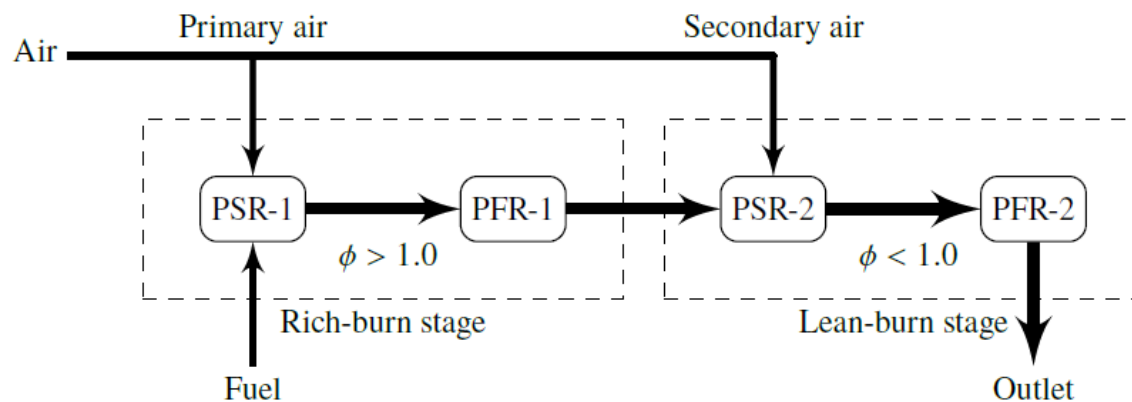 Primary air
Secondary air
Air
PSR-1
PFR-1
PSR-2
PFR-2
ϕ > 1.0
ϕ < 1.0
Rich-burn stage
Lean-burn stage
Fuel
Outlet